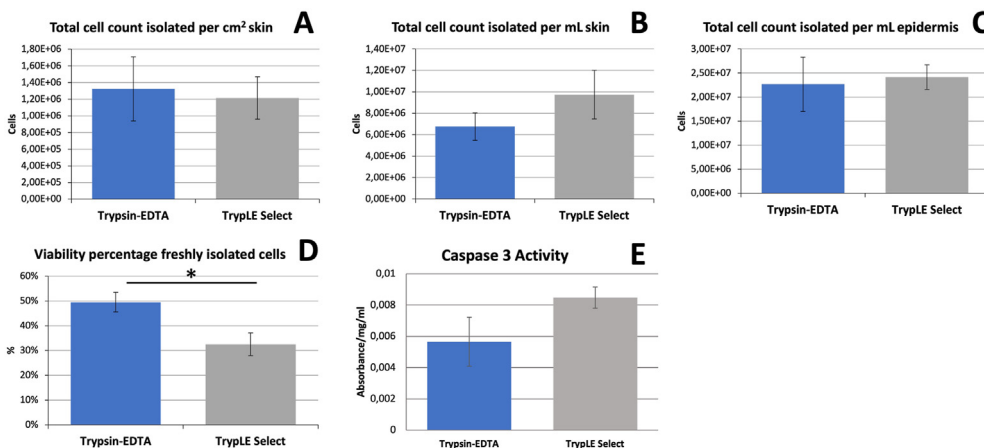 Total cell count isolated per cm² skin
A
1,80E+06
1,60E+06
1,40E+06
1,20E+06
1,00E+06
8,00E+05
6,00E+05
4,00E+05
2,00E+05
0,00E+00
Cells
Trypsin-EDTA
TrypLE Select
Total cell count isolated per mL skin
B
1,40E+07
1,20E+07
1,00E+07
8,00E+06
6,00E+06
4,00E+06
2,00E+06
0,00E+00
Cells
Trypsin-EDTA
TrypLE Select
Total cell count isolated per mL epidermis
C
3,00E+07
2,50E+07
2,00E+07
1,50E+07
1,00E+07
5,00E+06
0,00E+00
Cells
Trypsin-EDTA
TrypLE Select
Viability percentage freshly isolated cells
D
60%
50%
40%
30%
20%
10%
0%
%
*
Trypsin-EDTA
TrypLE Select
Caspase 3 Activity
E
0,01
0,008
0,006
0,004
0,002
0
Absorbance/mg/ml
Trypsin-EDTA
TrypLE Select